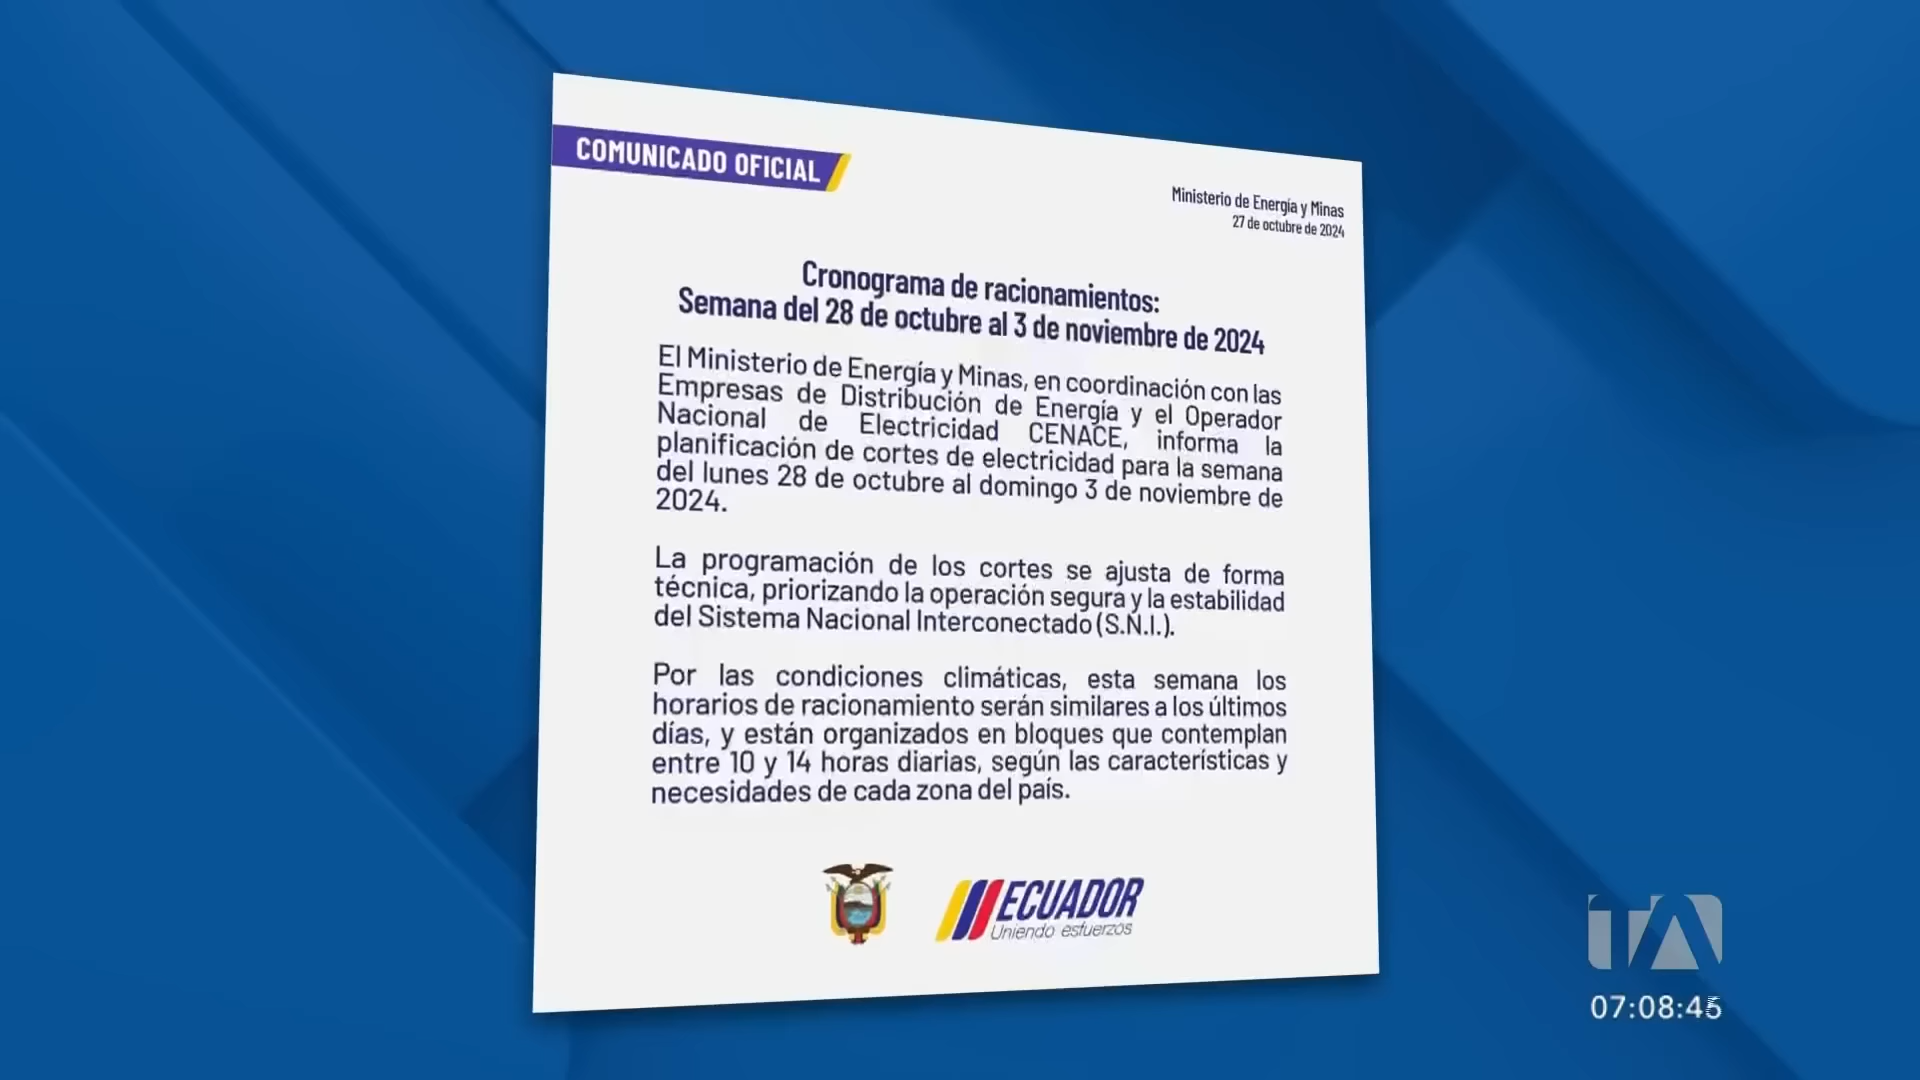 COMUNICADO OFICIAL
Ministerio de Energía y Minas
27 de octubre de 2024
Cronograma de racionamientos:
Semana del 28 de octubre al 3 de noviembre de 2024
El Ministerio de Energía y Minas, en coordinación con las
Empresas de Distribución de Energía y el Operador
Nacional de Electricidad CENACE, informa la
planificación de cortes de electricidad para la semana
del lunes 28 de octubre al domingo 3 de noviembre de
2024.
La programación de los cortes se ajusta de forma
técnica, priorizando la operación segura y la estabilidad
del Sistema Nacional Interconectado (S.N.I.).
Por las condiciones climáticas, esta semana los
horarios de racionamiento serán similares a los últimos
días, y están organizados en bloques que contemplan
entre 10 y 14 horas diarias, según las características y
necesidades de cada zona del país.
ECUADOR
Uniendo esfuerzos
TA
07:08:45